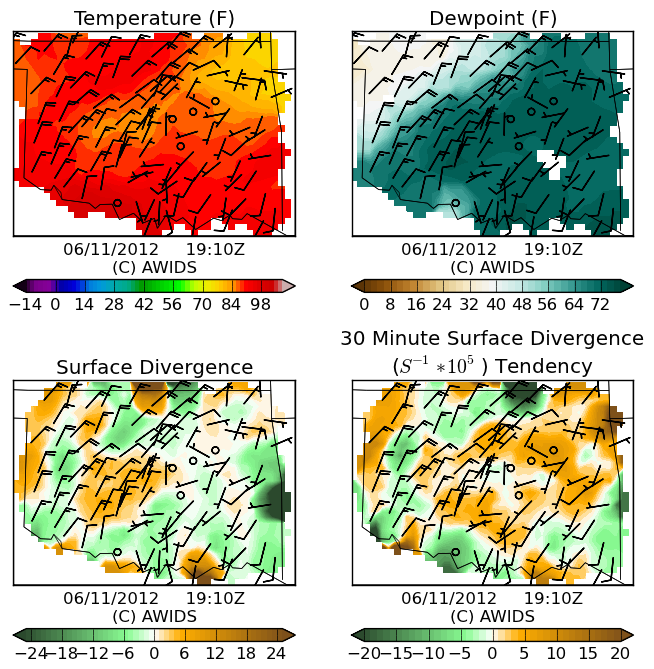 Temperature (F)
Dewpoint (F)
06/11/2012 19:10Z
(C) AWIDS
−14 0 14 28 42 56 70 84 98
06/11/2012 19:10Z
(C) AWIDS
0 8 16 24 32 40 48 56 64 72
Surface Divergence
30 Minute Surface Divergence
(S⁻¹ *10⁵ ) Tendency
06/11/2012 19:10Z
(C) AWIDS
−24 −18 −12 −6 0 6 12 18 24
06/11/2012 19:10Z
(C) AWIDS
−20 −15 −10 −5 0 5 10 15 20